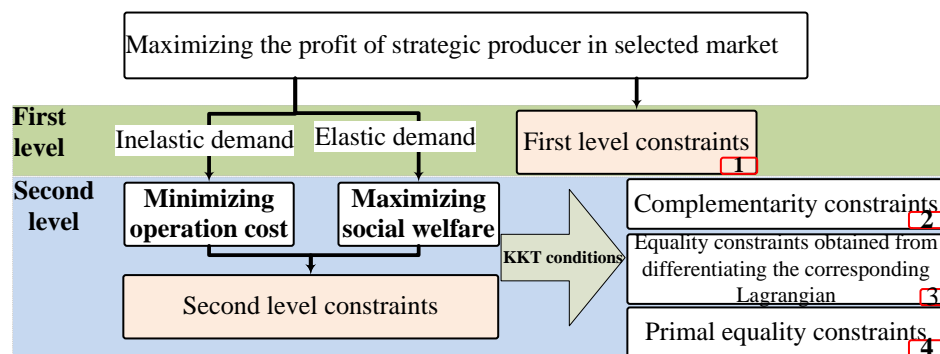 Maximizing the profit of strategic producer in selected market
First
level
Inelastic demand
Elastic demand
First level constraints
1
Second
level
Minimizing
operation cost
Maximizing
social welfare
Second level constraints
KKT conditions
Complementarity constraints
2
Equality constraints obtained from
differentiating the corresponding
Lagrangian
3
Primal equality constraints
4